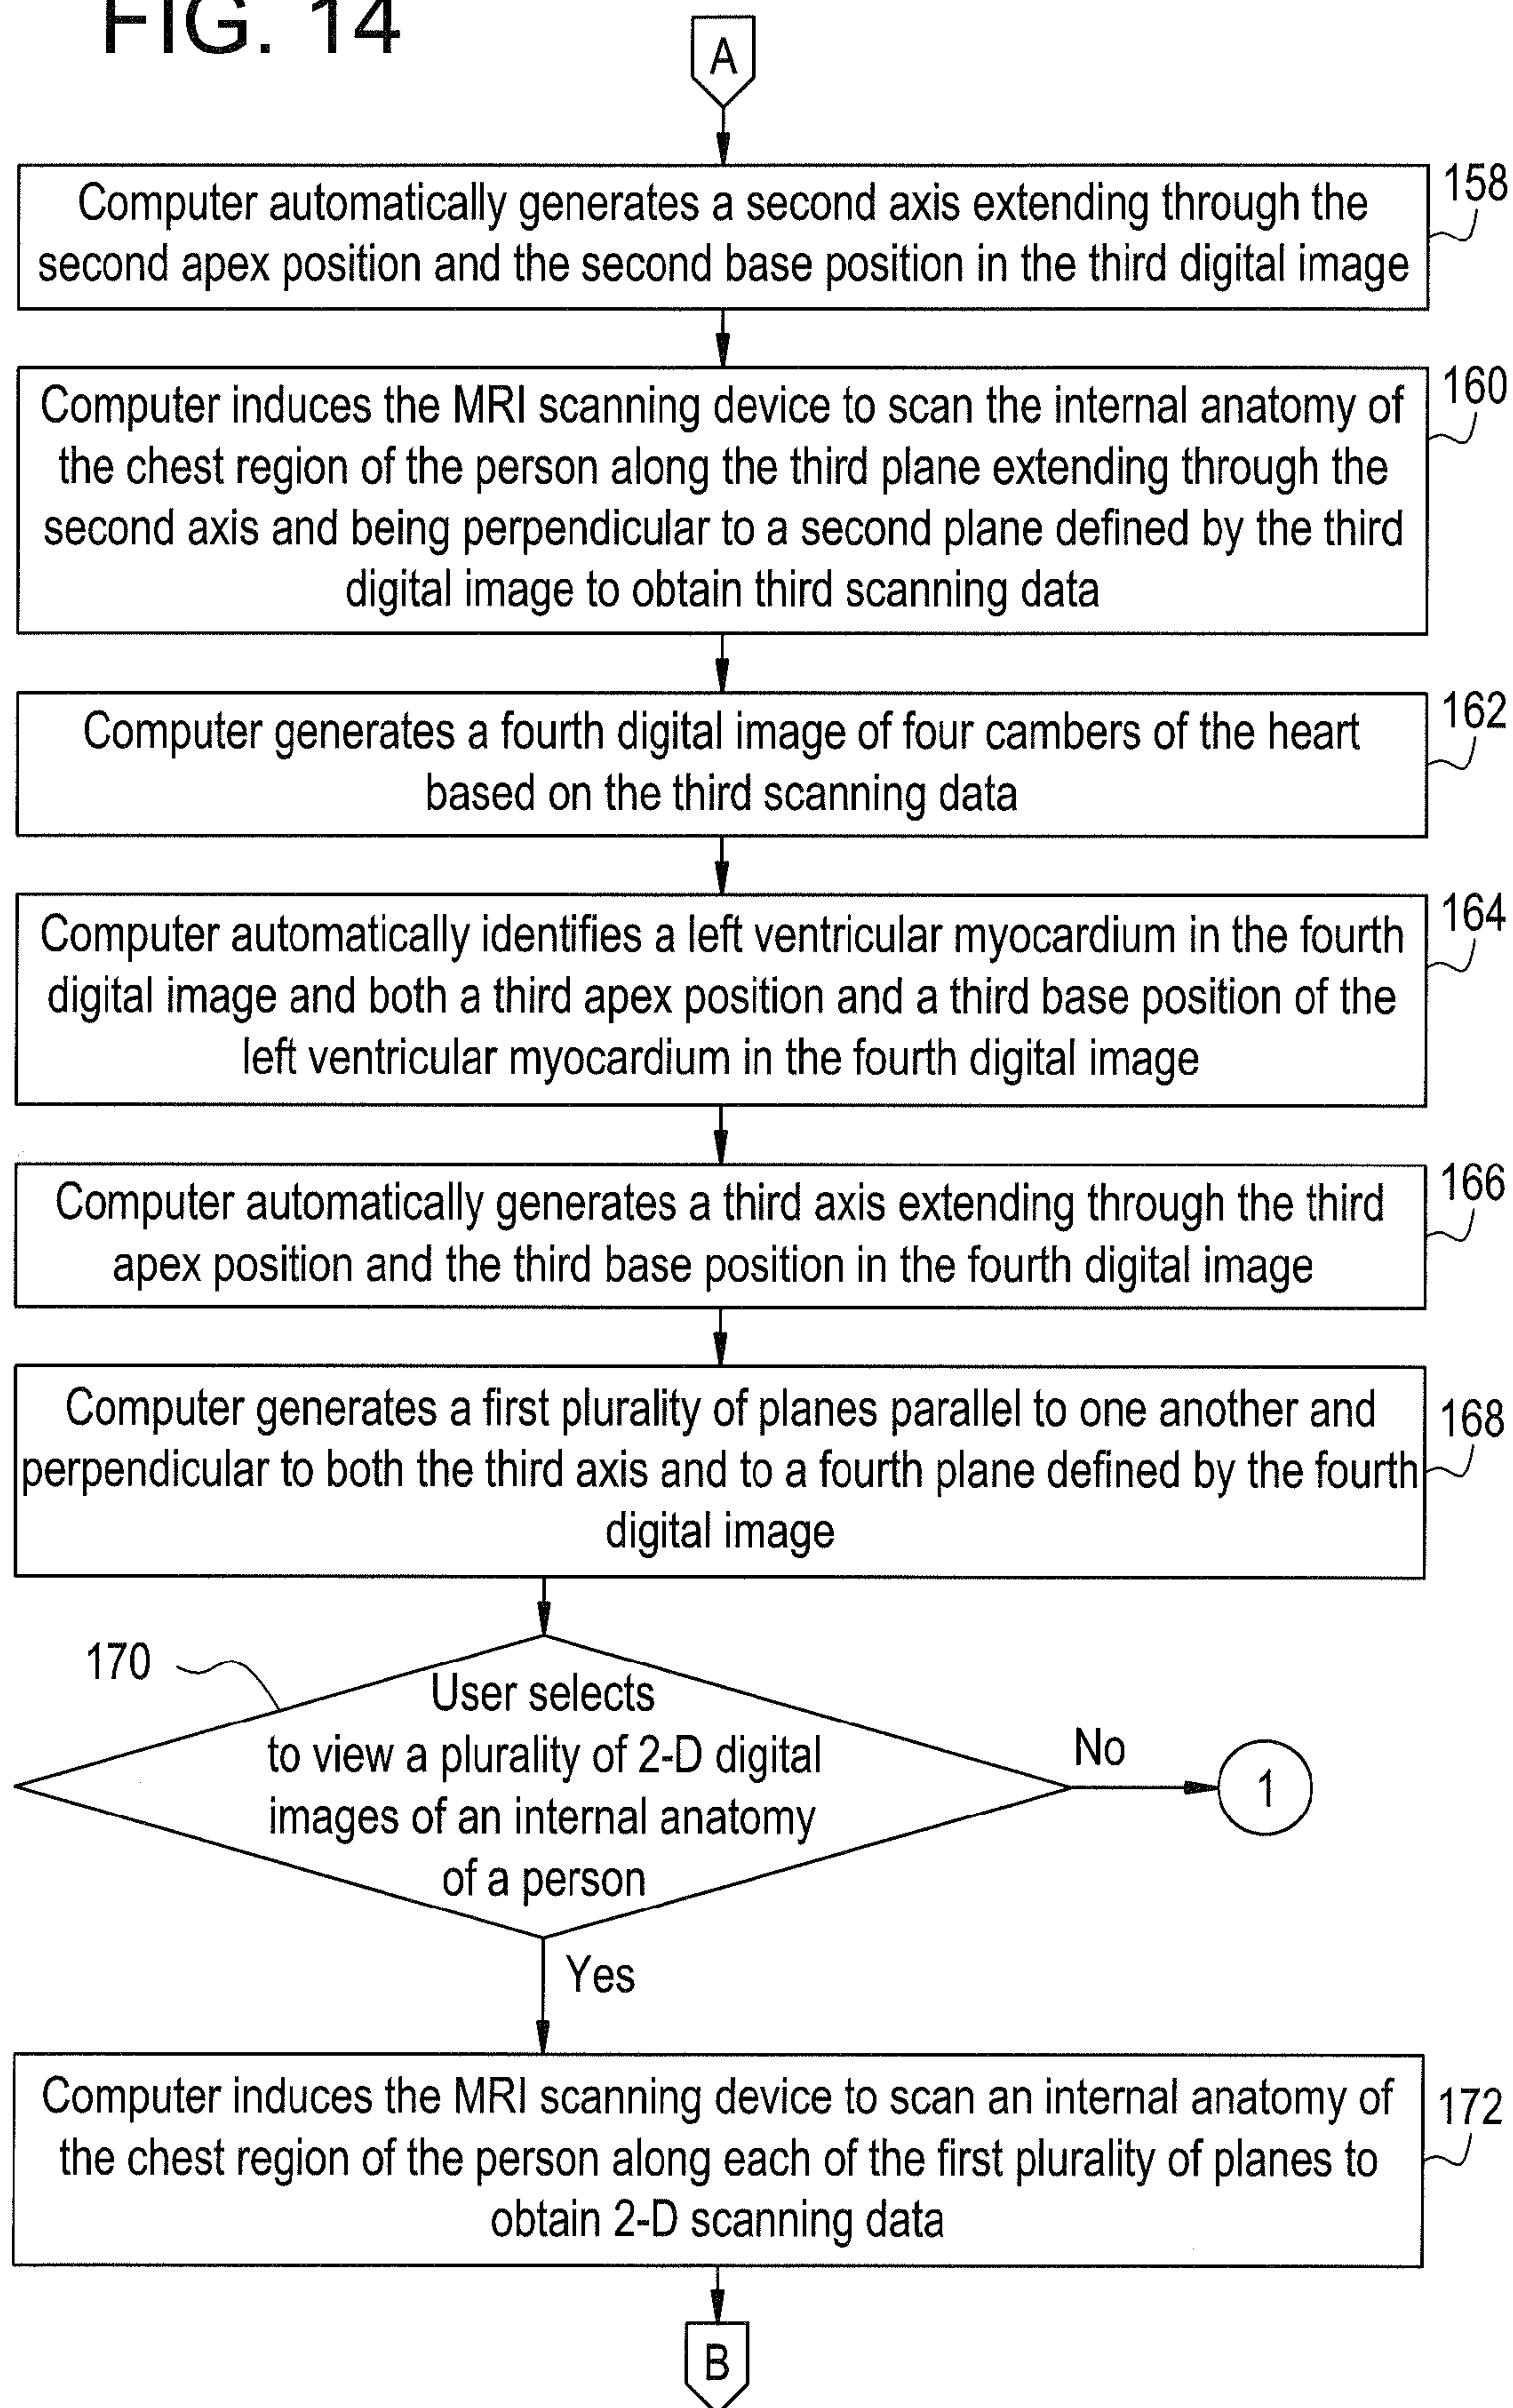 FIG. 14
A
Computer automatically generates a second axis extending through the
second apex position and the second base position in the third digital image
158
Computer induces the MRI scanning device to scan the internal anatomy of
the chest region of the person along the third plane extending through the
second axis and being perpendicular to a second plane defined by the third
digital image to obtain third scanning data
160
Computer generates a fourth digital image of four cambers of the heart
based on the third scanning data
162
Computer automatically identifies a left ventricular myocardium in the fourth
digital image and both a third apex position and a third base position of the
left ventricular myocardium in the fourth digital image
164
Computer automatically generates a third axis extending through the third
apex position and the third base position in the fourth digital image
166
Computer generates a first plurality of planes parallel to one another and
perpendicular to both the third axis and to a fourth plane defined by the fourth
digital image
168
170
User selects
to view a plurality of 2-D digital
images of an internal anatomy
of a person
No
1
Yes
Computer induces the MRI scanning device to scan an internal anatomy of
the chest region of the person along each of the first plurality of planes to
obtain 2-D scanning data
172
B